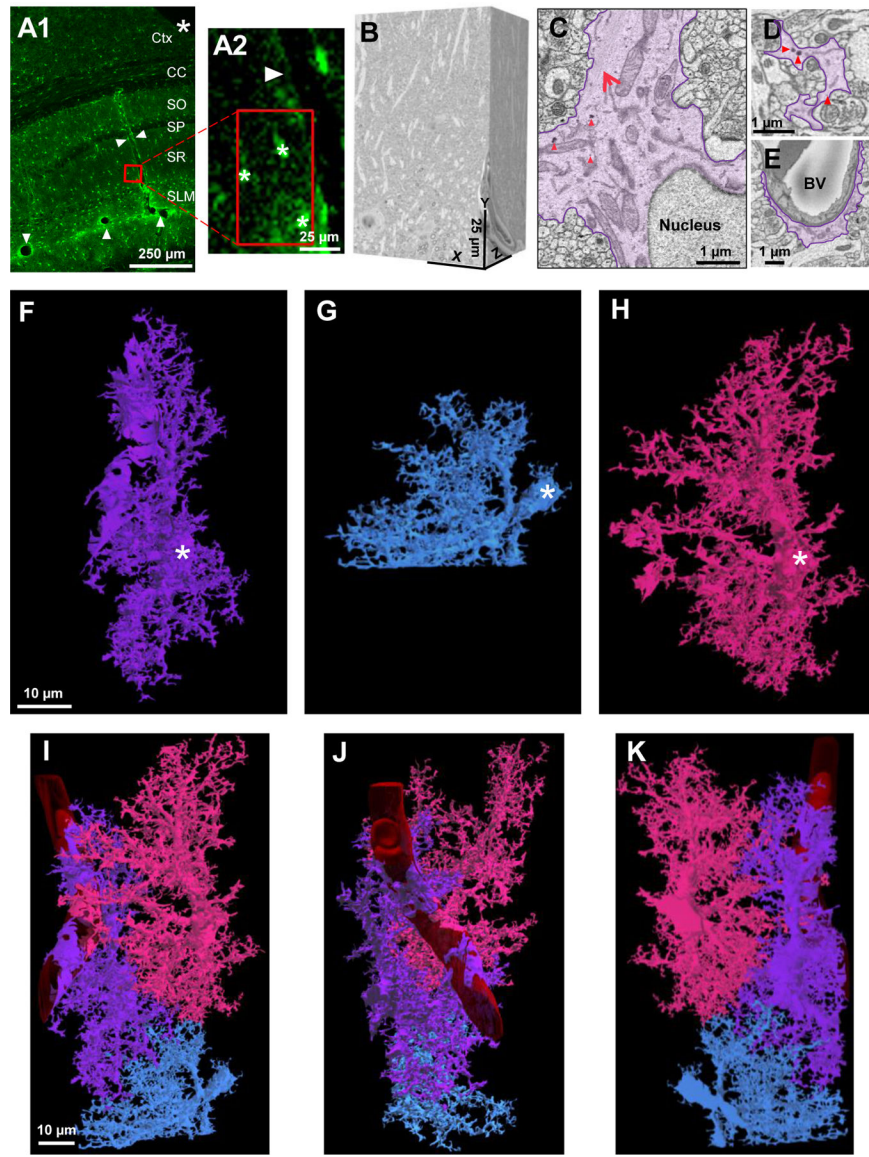 A1
*
Ctx
CC
SO
SP
SR
SLM
250 µm
A2
*
*
*
25 µm
B
Y
25 µm
X
Z
C
Nucleus
1 µm
D
1 µm
E
BV
1 µm
F
*
10 µm
G
*
H
*
I
10 µm
J
K